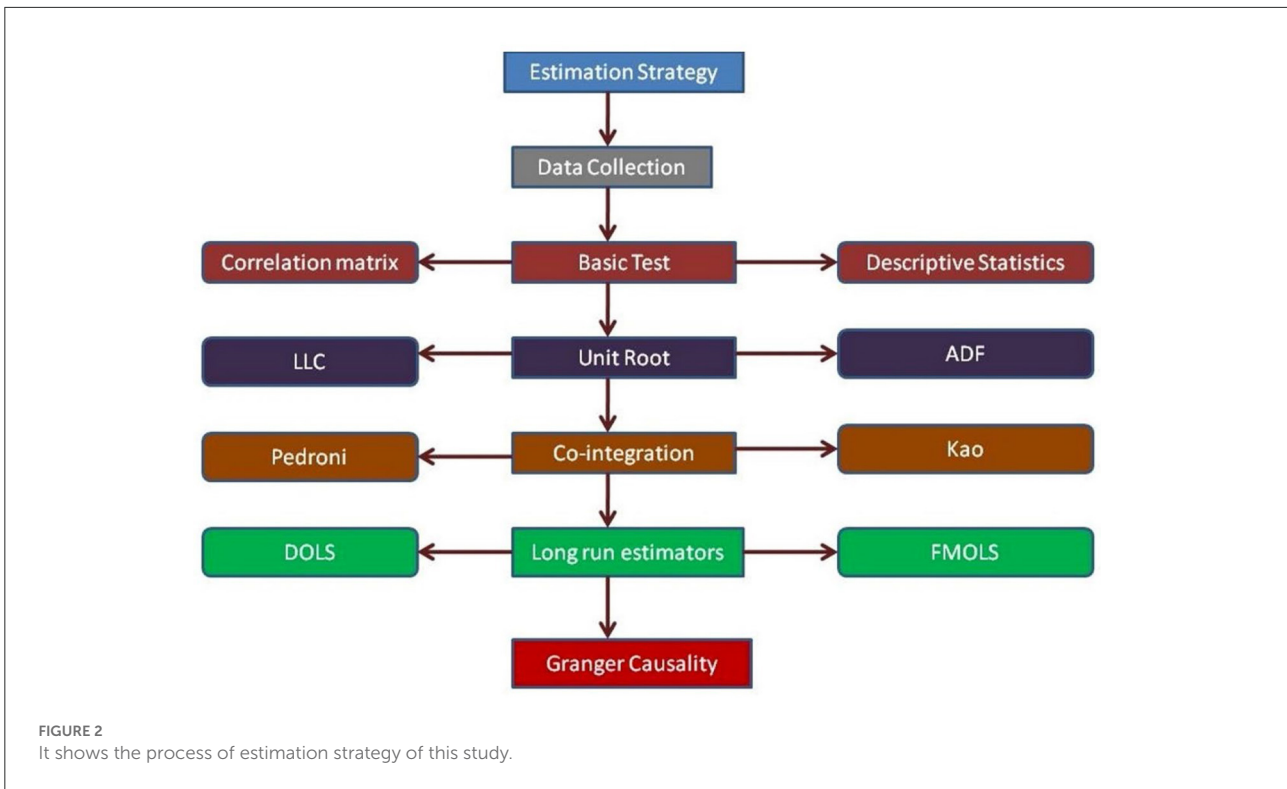 Estimation Strategy
Data Collection
Correlation matrix
Basic Test
Descriptive Statistics
LLC
Unit Root
ADF
Pedroni
Co-integration
Kao
DOLS
Long run estimators
FMOLS
Granger Causality
FIGURE 2
It shows the process of estimation strategy of this study.